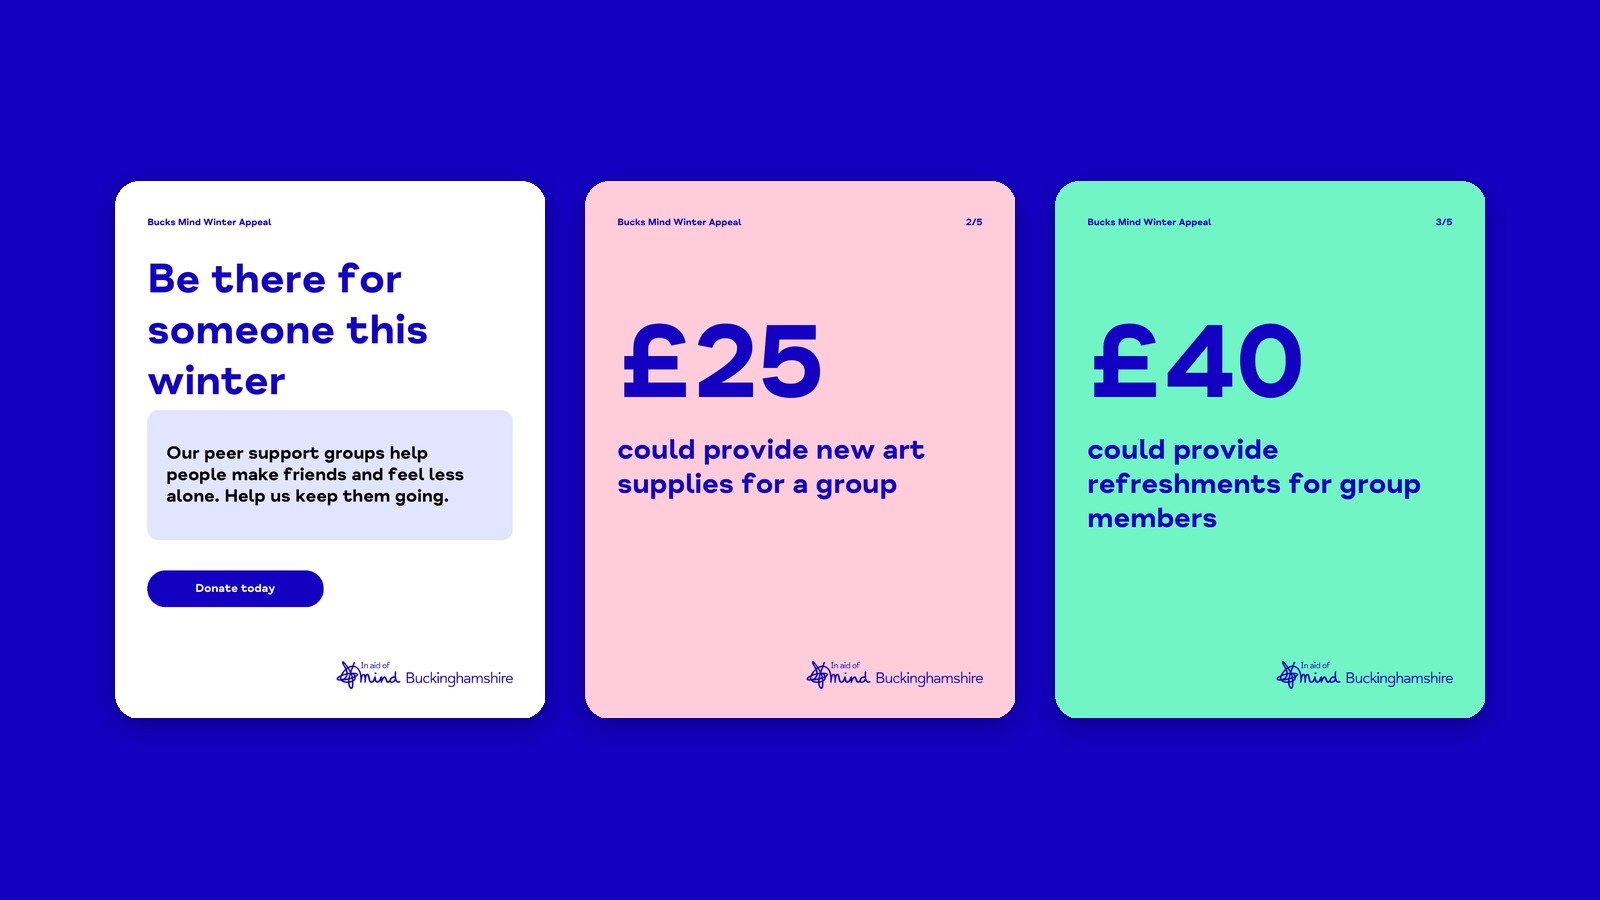 Bucks Mind Winter Appeal
Be there for
someone this
winter
Our peer support groups help
people make friends and feel less
alone. Help us keep them going.
Donate today
In aid of
mind Buckinghamshire
Bucks Mind Winter Appeal 2/5
£25
could provide new art
supplies for a group
In aid of
mind Buckinghamshire
Bucks Mind Winter Appeal 3/5
£40
could provide
refreshments for group
members
In aid of
mind Buckinghamshire